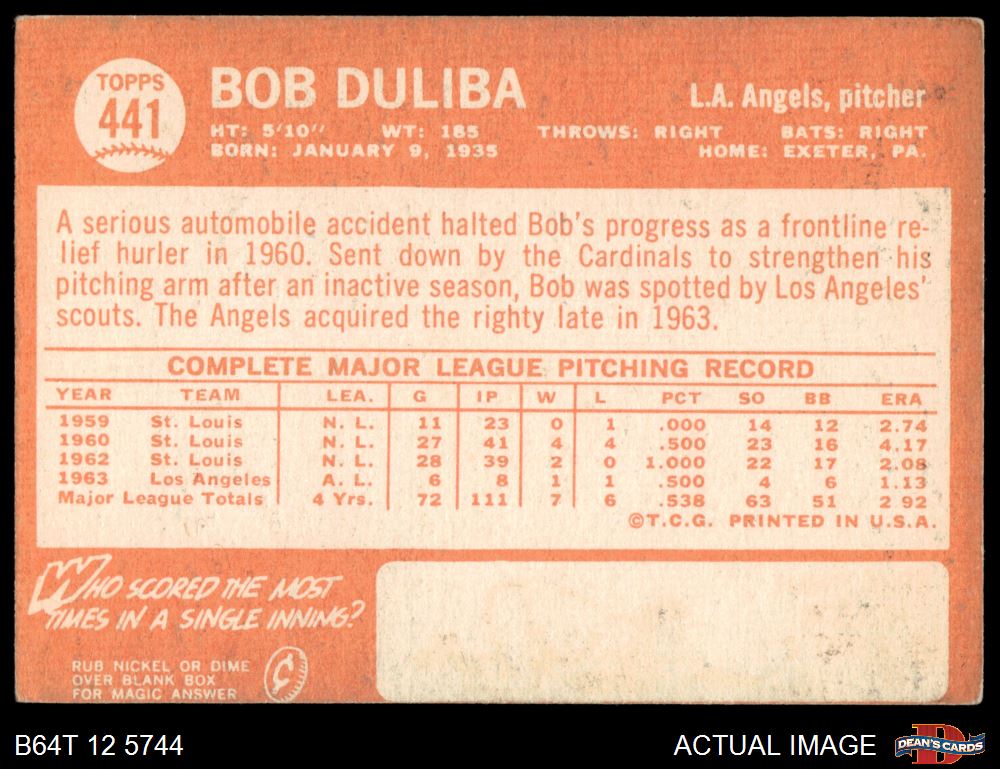 TOPPS
441
BOB DULIBA
L.A. Angels, pitcher
HT: 5'10" WT: 185 THROWS: RIGHT BATS: RIGHT
BORN: JANUARY 9, 1935 HOME: EXETER, PA.
A serious automobile accident halted Bob's progress as a frontline re-
lief hurler in 1960. Sent down by the Cardinals to strengthen his
pitching arm after an inactive season, Bob was spotted by Los Angeles'
scouts. The Angels acquired the righty late in 1963.
COMPLETE MAJOR LEAGUE PITCHING RECORD
YEAR TEAM LEA. G IP W L PCT SO BB ERA
1959 St. Louis N. L. 11 23 0 1 .000 14 12 2.74
1960 St. Louis N. L. 27 41 4 4 .500 23 16 4.17
1962 St. Louis N. L. 28 39 2 0 1.000 22 17 2.08
1963 Los Angeles A. L. 6 8 1 1 .500 4 6 1.13
Major League Totals 4 Yrs. 72 111 7 6 .538 63 51 2.92
©T.C.G. PRINTED IN U.S.A.
WHO SCORED THE MOST
TIMES IN A SINGLE INNING?
RUB NICKEL OR DIME
OVER BLANK BOX
FOR MAGIC ANSWER
B64T 12 5744
ACTUAL IMAGE
DEAN'S CARDS